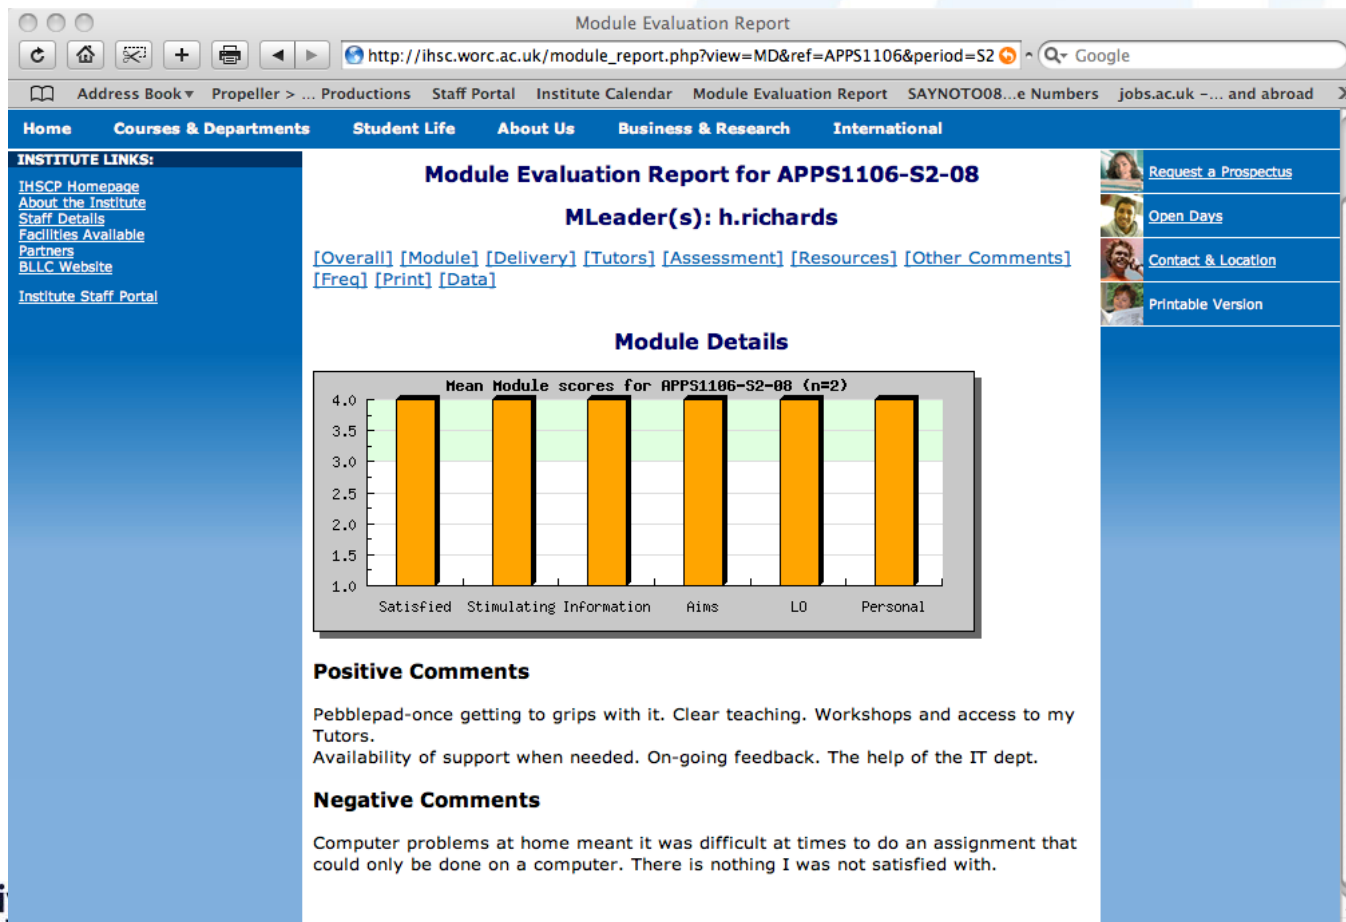 Module Evaluation Report
http://ihsc.worc.ac.uk/module_report.php?view=MD&ref=APPS1106&period=S2
Google
Address Book Propeller > ... Productions Staff Portal Institute Calendar Module Evaluation Report SAYNOTO08...e Numbers jobs.ac.uk –... and abroad
Home Courses & Departments Student Life About Us Business & Research International
INSTITUTE LINKS:
IHSCP Homepage
About the Institute
Staff Details
Facilities Available
Partners
BLLC Website
Institute Staff Portal
Module Evaluation Report for APPS1106-S2-08
MLeader(s): h.richards
[Overall] [Module] [Delivery] [Tutors] [Assessment] [Resources] [Other Comments]
[Freq] [Print] [Data]
Module Details
Mean Module scores for APPS1106-S2-08 (n=2)
4.0
3.5
3.0
2.5
2.0
1.5
1.0
Satisfied Stimulating Information Aims LO Personal
Positive Comments
Pebblepad-once getting to grips with it. Clear teaching. Workshops and access to my
Tutors.
Availability of support when needed. On-going feedback. The help of the IT dept.
Negative Comments
Computer problems at home meant it was difficult at times to do an assignment that
could only be done on a computer. There is nothing I was not satisfied with.
Request a Prospectus
Open Days
Contact & Location
Printable Version